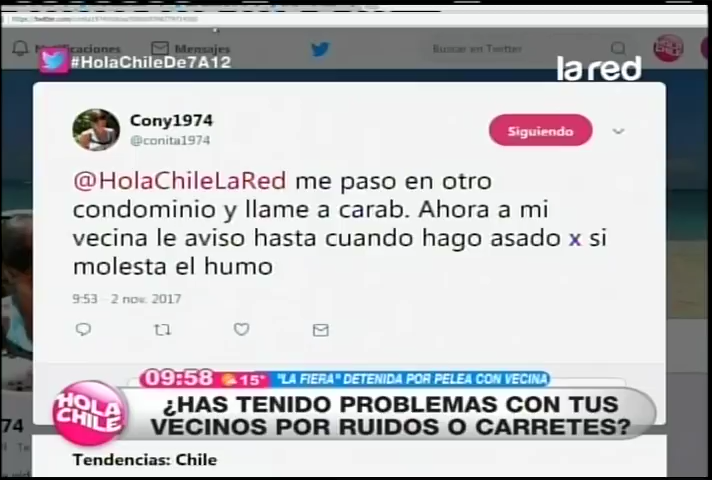 Notificaciones
Mensajes
Buscar en Twitter
#HolaChileDe7A12
la red
Cony1974
@conita1974
Siguiendo
@HolaChileLaRed me paso en otro
condominio y llame a carab. Ahora a mi
vecina le aviso hasta cuando hago asado x si
molesta el humo
9:53 - 2 nov. 2017
09:58 15° "LA FIERA" DETENIDA POR PELEA CON VECINA
HOLA CHILE
¿HAS TENIDO PROBLEMAS CON TUS
VECINOS POR RUIDOS O CARRETES?
74
Tendencias: Chile